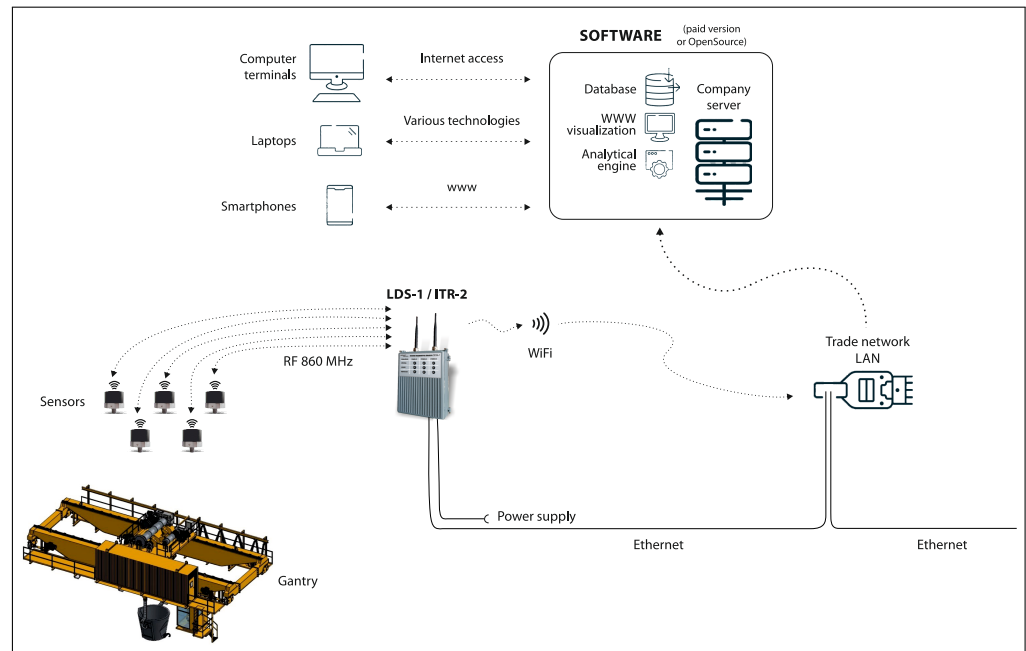 SOFTWARE
(paid version
or OpenSource)
Computer
terminals
Internet access
Database
Company
server
WWW
visualization
Laptops
Various technologies
Analytical
engine
Smartphones
www
LDS-1 / ITR-2
WiFi
RF 860 MHz
Trade network
LAN
Sensors
Power supply
Ethernet
Ethernet
Gantry